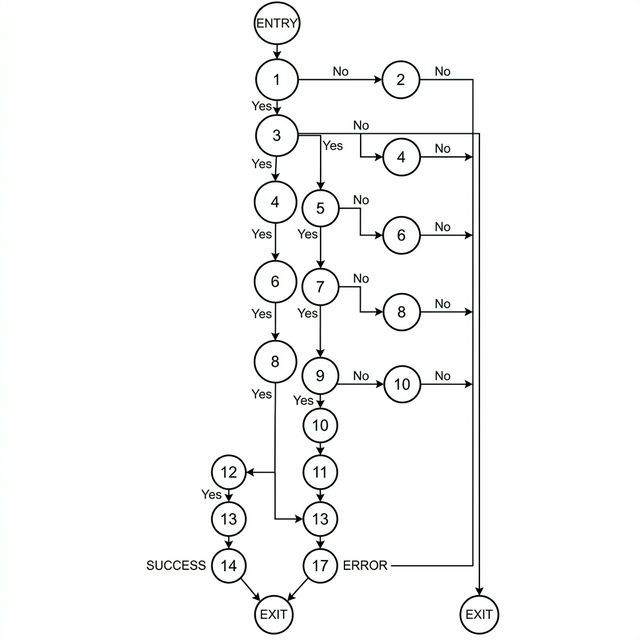 ENTRY
1 No 2 No
Yes
3 No
Yes Yes 4 No
4 5 No
Yes Yes 6 No
6 7 No
Yes Yes 8 No
8 9 No 10 No
Yes Yes
10
12 11
Yes
13 13
SUCCESS 14 17 ERROR
EXIT EXIT